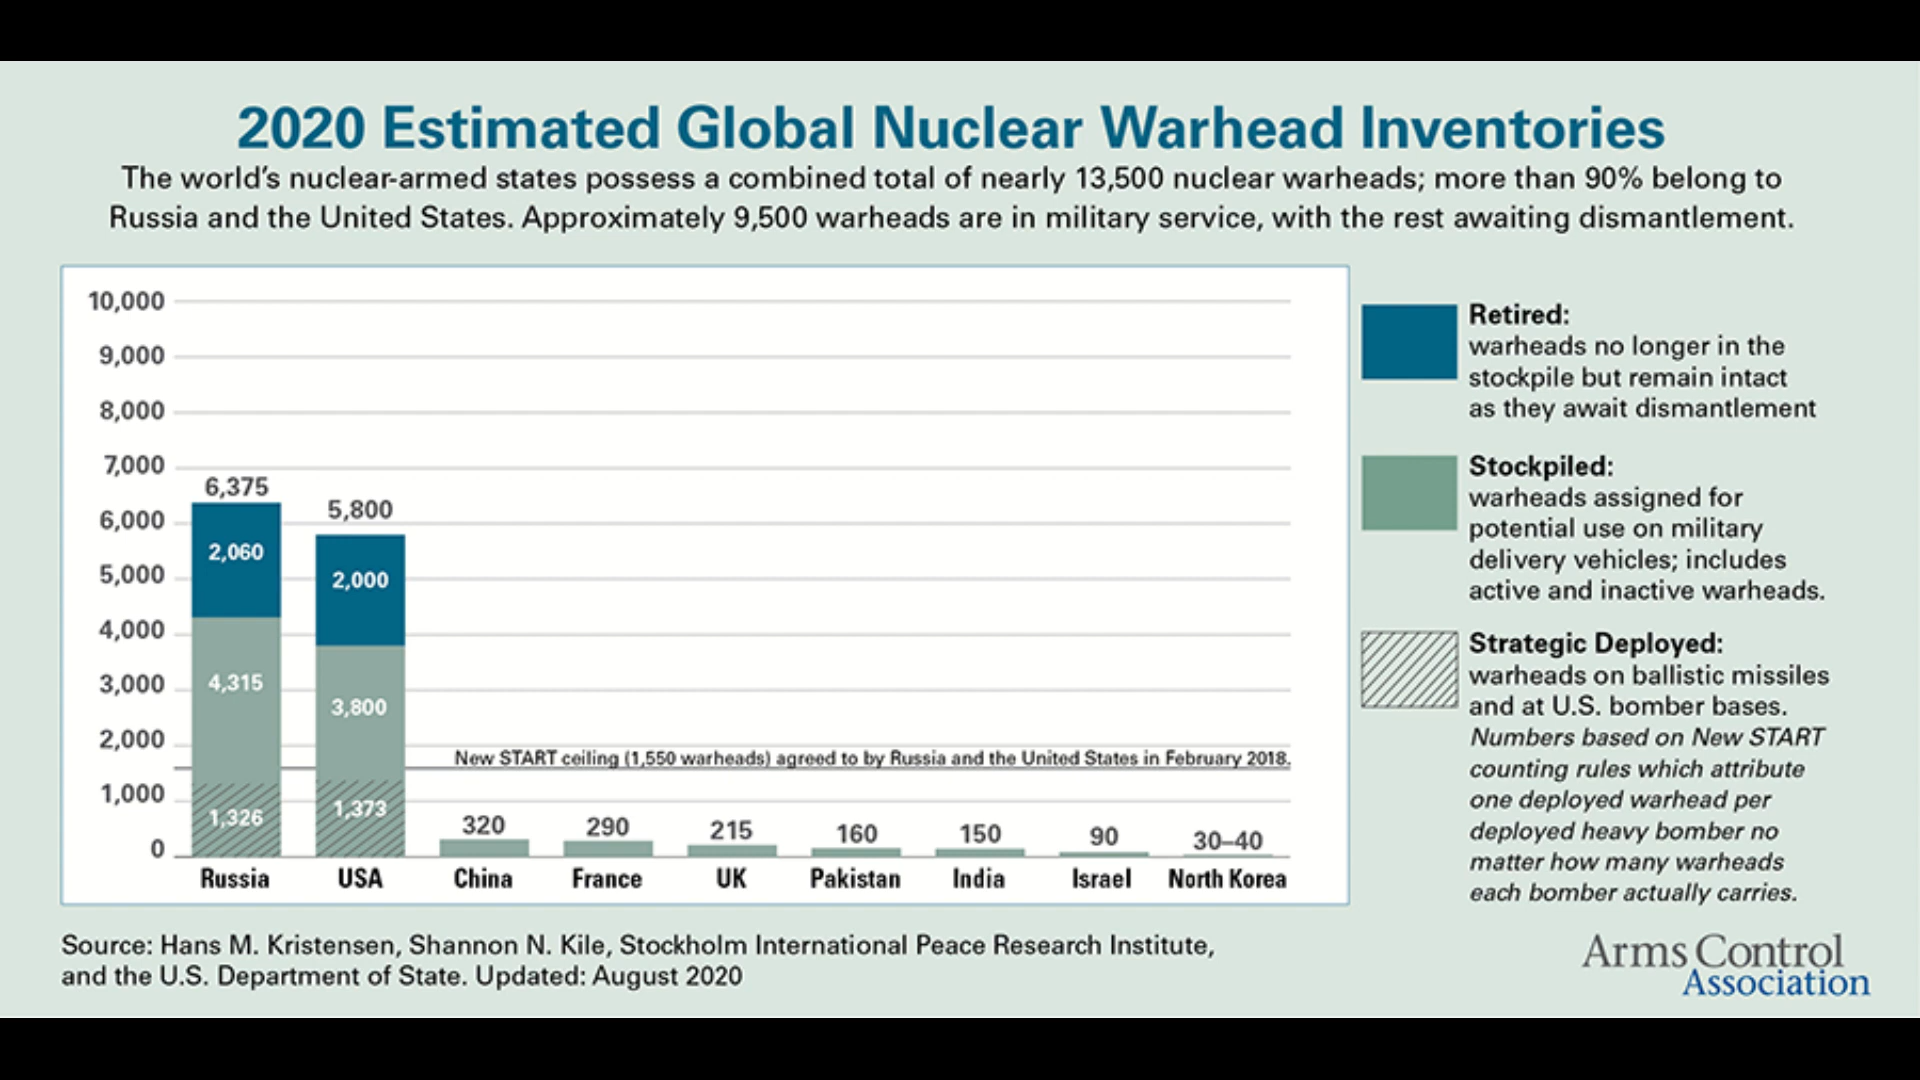 2020 Estimated Global Nuclear Warhead Inventories
The world's nuclear-armed states possess a combined total of nearly 13,500 nuclear warheads; more than 90% belong to
Russia and the United States. Approximately 9,500 warheads are in military service, with the rest awaiting dismantlement.
10,000
9,000
8,000
7,000
6,000
5,000
4,000
3,000
2,000
1,000
0
6,375
2,060
4,315
1,326
5,800
2,000
3,800
1,373
New START ceiling (1,550 warheads) agreed to by Russia and the United States in February 2018.
320
290
215
160
150
90
30–40
Russia
USA
China
France
UK
Pakistan
India
Israel
North Korea
Retired:
warheads no longer in the
stockpile but remain intact
as they await dismantlement
Stockpiled:
warheads assigned for
potential use on military
delivery vehicles; includes
active and inactive warheads.
Strategic Deployed:
warheads on ballistic missiles
and at U.S. bomber bases.
Numbers based on New START
counting rules which attribute
one deployed warhead per
deployed heavy bomber no
matter how many warheads
each bomber actually carries.
Source: Hans M. Kristensen, Shannon N. Kile, Stockholm International Peace Research Institute,
and the U.S. Department of State. Updated: August 2020
Arms Control
Association